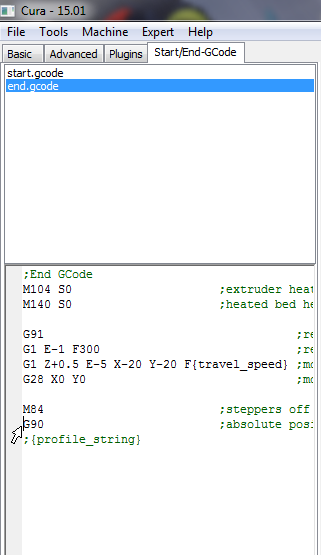 Cura - 15.01
File Tools Machine Expert Help
Basic Advanced Plugins Start/End-GCode
start.gcode
end.gcode
;End GCode
M104 S0 ;extruder heat
M140 S0 ;heated bed he
G91 ;re
G1 E-1 F300 ;re
G1 Z+0.5 E-5 X-20 Y-20 F{travel_speed} ;mo
G28 X0 Y0 ;mo
M84 ;steppers off
G90 ;absolute posi
;{profile_string}